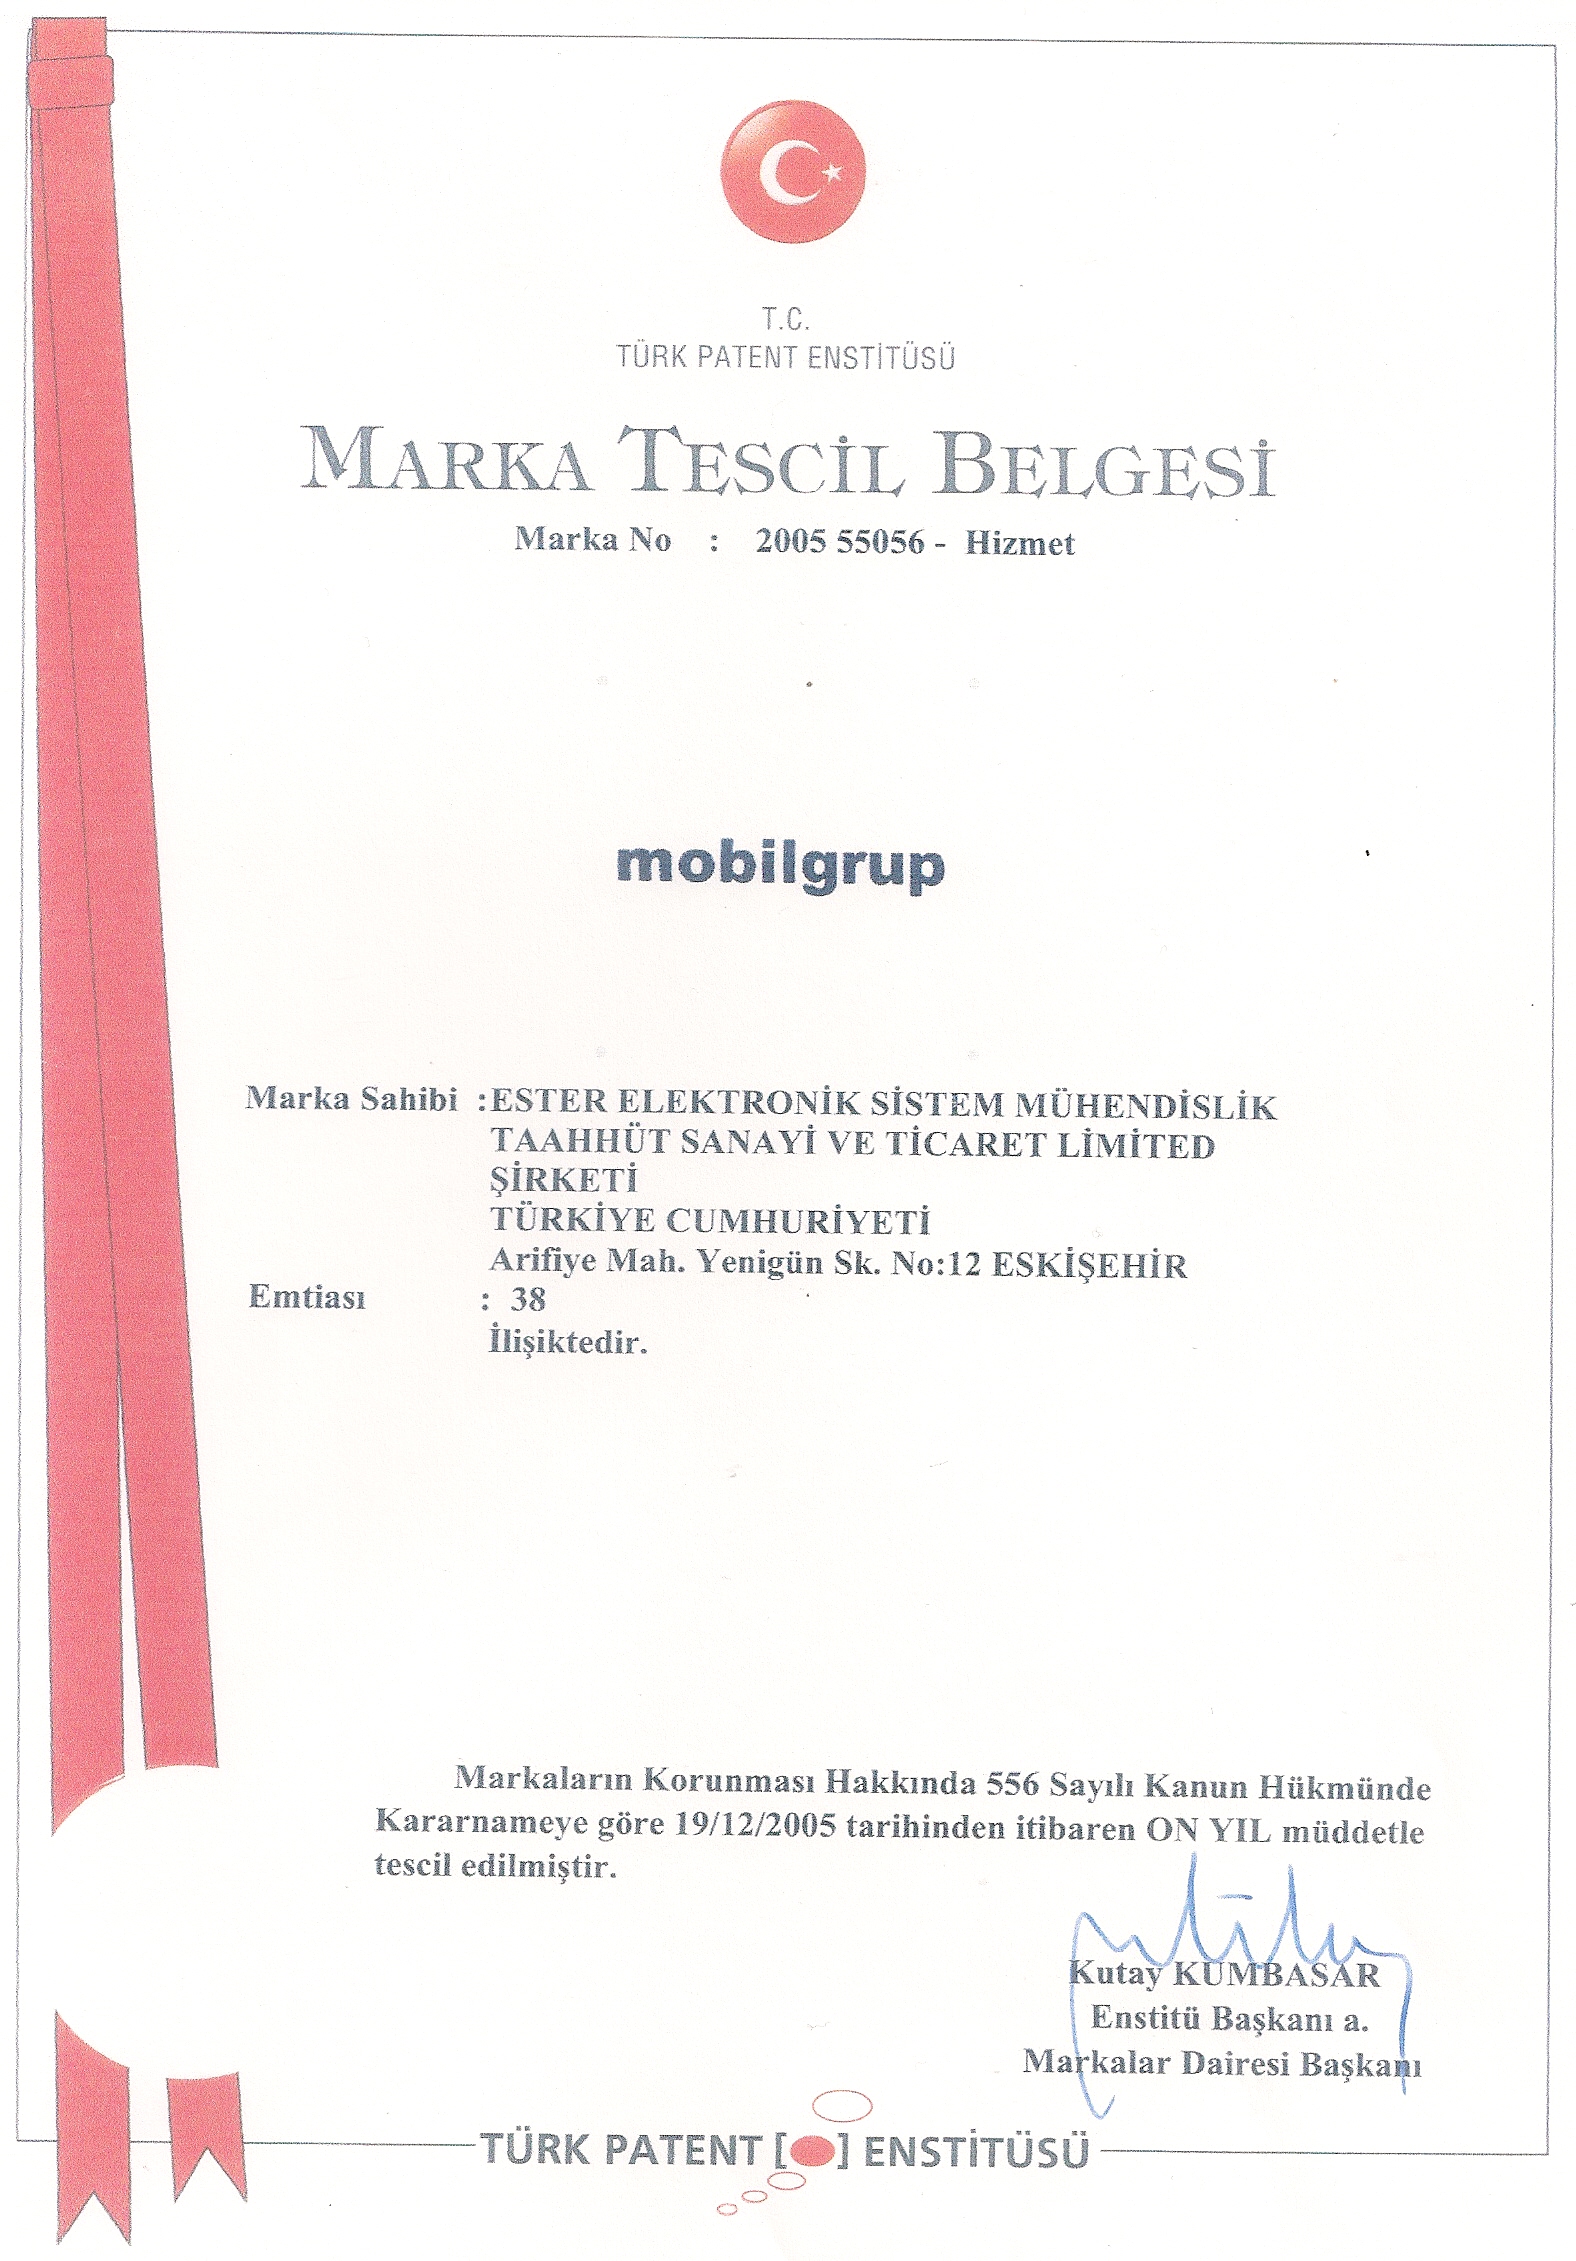 T.C.
TÜRK PATENT ENSTİTÜSÜ
MARKA TESCİL BELGESİ
Marka No : 2005 55056 - Hizmet
mobilgrup
Marka Sahibi :ESTER ELEKTRONİK SİSTEM MÜHENDİSLİK
TAAHHÜT SANAYİ VE TİCARET LİMİTED
ŞİRKETİ
TÜRKİYE CUMHURİYETİ
Arifiye Mah. Yenigün Sk. No:12 ESKİŞEHİR
Emtiası : 38
İlişiktedir.
Markaların Korunması Hakkında 556 Sayılı Kanun Hükmünde
Kararnameye göre 19/12/2005 tarihinden itibaren ON YIL müddetle
tescil edilmiştir.
Kutay KUMBASAR
Enstitü Başkanı a.
Markalar Dairesi Başkanı
TÜRK PATENT [ ] ENSTİTÜSÜ